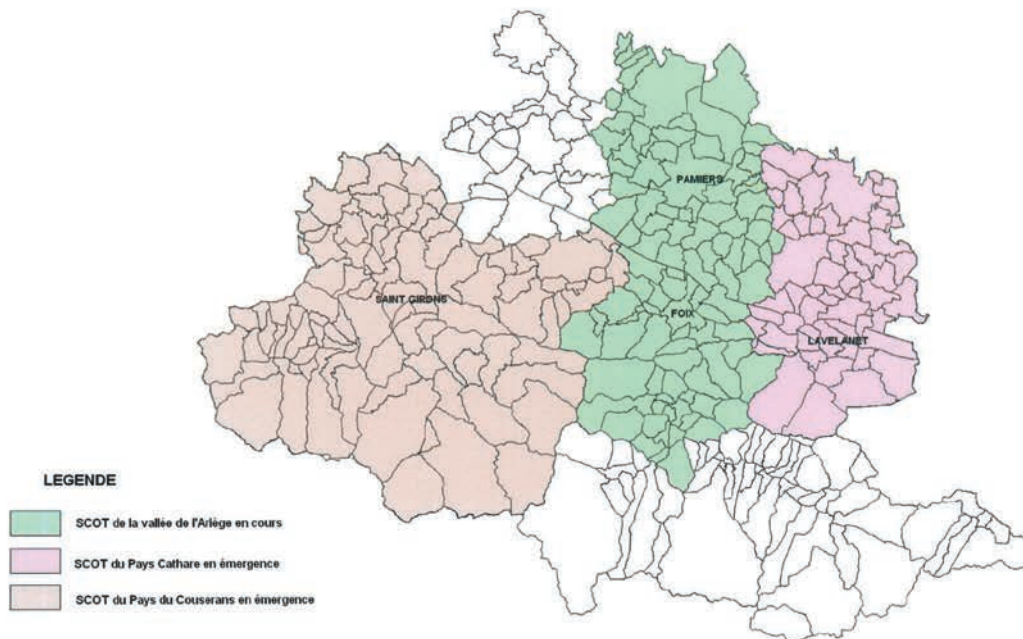 PAMIERS
SAINT GIRONS
FOIX
LAVELANET
LEGENDE
SCOT de la vallée de l'Ariège en cours
SCOT du Pays Cathare en émergence
SCOT du Pays du Couserans en émergence